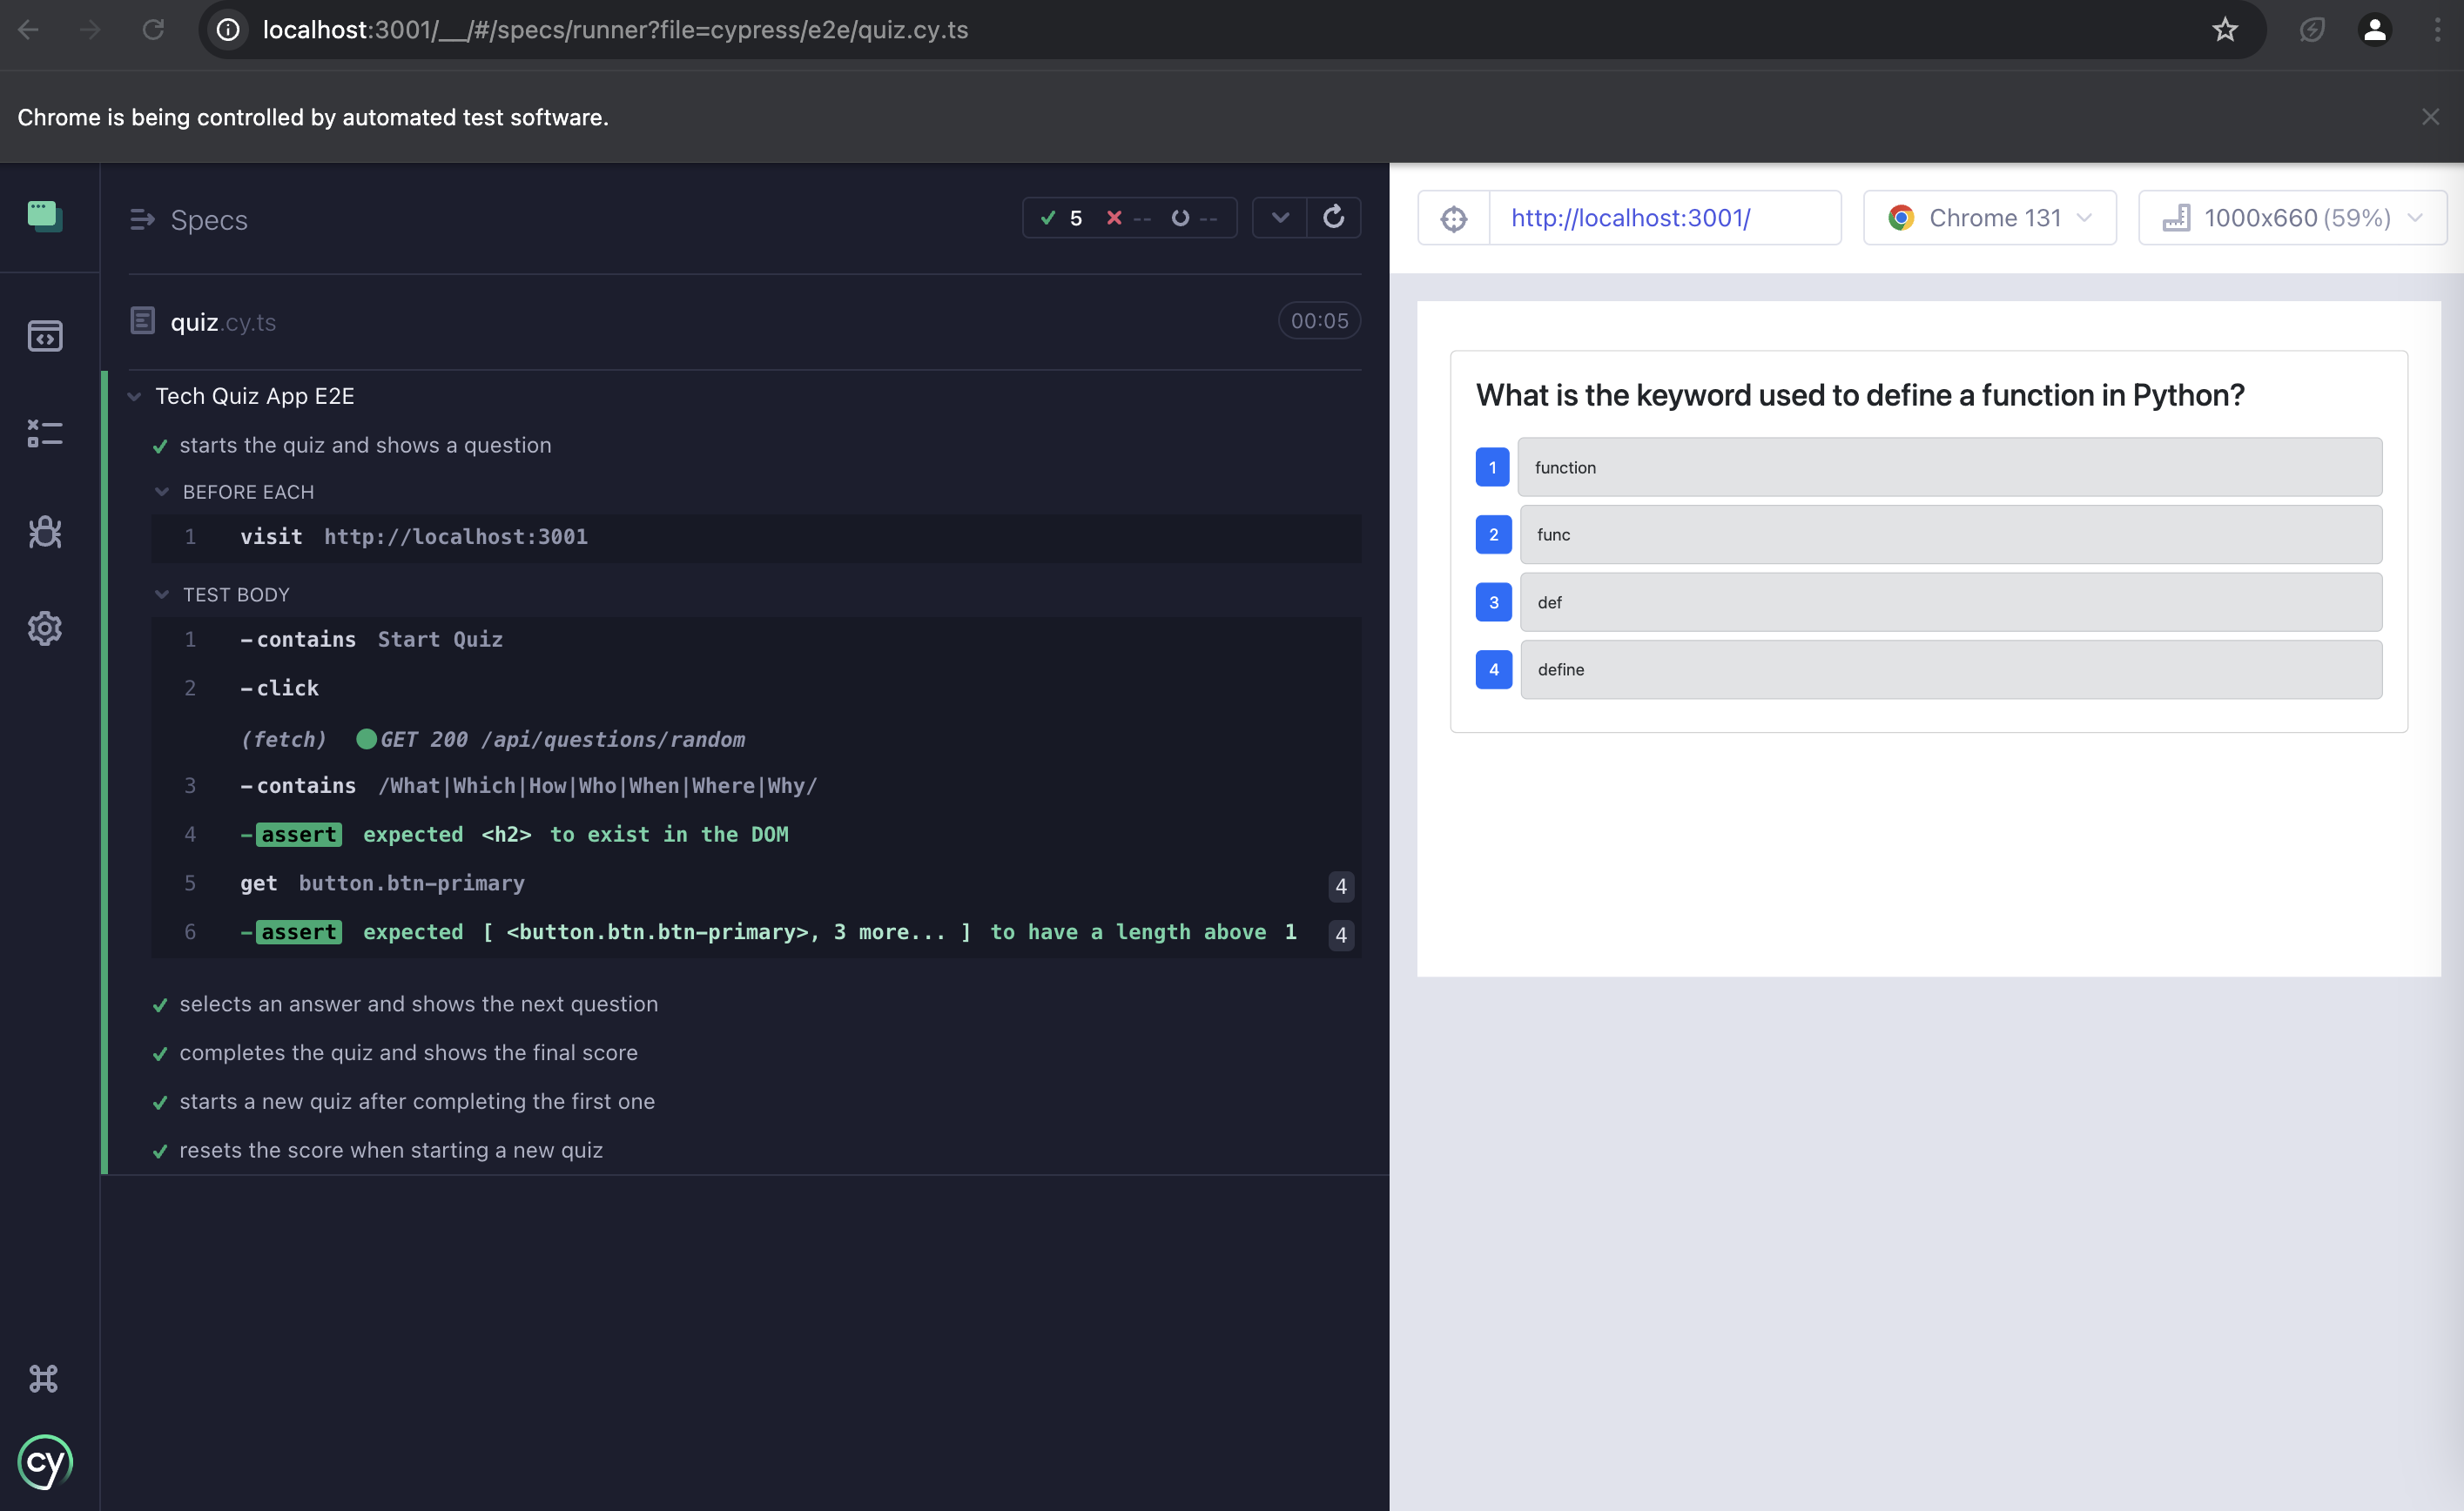 localhost:3001/__/#/specs/runner?file=cypress/e2e/quiz.cy.ts
Chrome is being controlled by automated test software.
Specs
5 -- --
quiz.cy.ts 00:05
Tech Quiz App E2E
starts the quiz and shows a question
BEFORE EACH
1 visit http://localhost:3001
TEST BODY
1 -contains Start Quiz
2 -click
(fetch) GET 200 /api/questions/random
3 -contains /What|Which|How|Who|When|Where|Why/
4 -assert expected <h2> to exist in the DOM
5 get button.btn-primary 4
6 -assert expected [ <button.btn.btn-primary>, 3 more... ] to have a length above 1 4
selects an answer and shows the next question
completes the quiz and shows the final score
starts a new quiz after completing the first one
resets the score when starting a new quiz
cy
http://localhost:3001/
Chrome 131
1000x660 (59%)
What is the keyword used to define a function in Python?
1 function
2 func
3 def
4 define